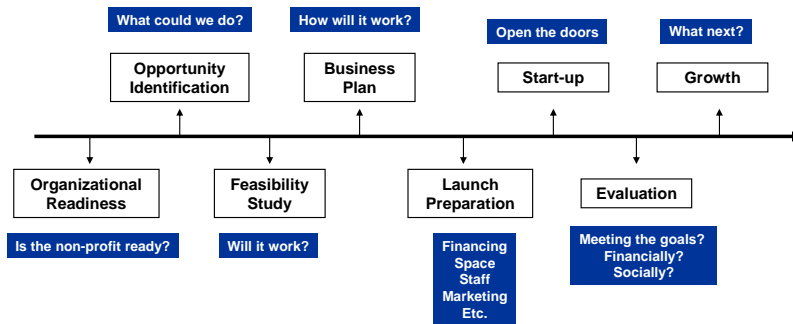 What could we do?
How will it work?
Open the doors
What next?
Opportunity
Identification
Business
Plan
Start-up
Growth
Organizational
Readiness
Feasibility
Study
Launch
Preparation
Evaluation
Is the non-profit ready?
Will it work?
Financing
Space
Staff
Marketing
Etc.
Meeting the goals?
Financially?
Socially?